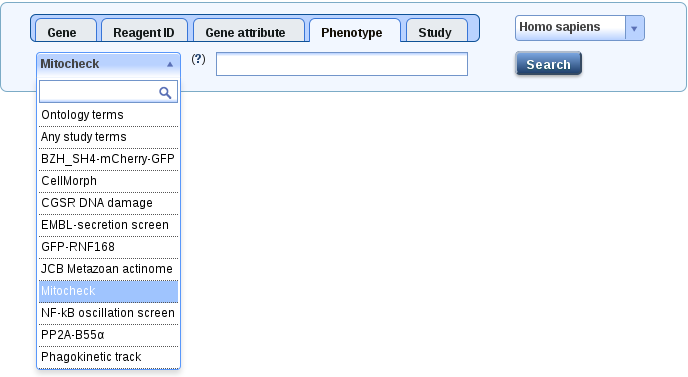 Gene Reagent ID Gene attribute Phenotype Study Homo sapiens
Mitocheck (?) Search
Ontology terms
Any study terms
BZH_SH4-mCherry-GFP
CellMorph
CGSR DNA damage
EMBL-secretion screen
GFP-RNF168
JCB Metazoan actinome
Mitocheck
NF-kB oscillation screen
PP2A-B55α
Phagokinetic track